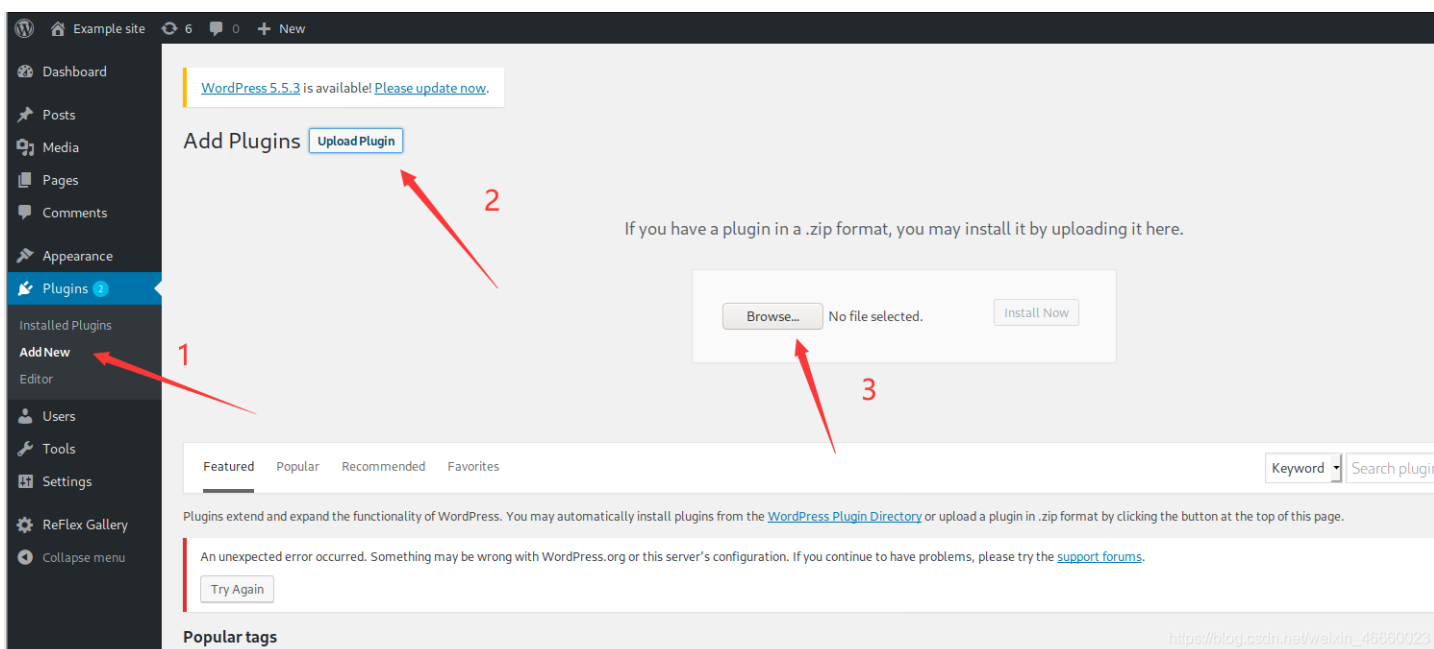 Example site 6 0 + New
Dashboard
Posts
Media
Pages
Comments
Appearance
Plugins 2
Installed Plugins
Add New
Editor
Users
Tools
Settings
ReFlex Gallery
Collapse menu
WordPress 5.5.3 is available! Please update now.
Add Plugins Upload Plugin
1
2
If you have a plugin in a .zip format, you may install it by uploading it here.
Browse... No file selected. Install Now
3
Featured Popular Recommended Favorites Keyword Search plugin
Plugins extend and expand the functionality of WordPress. You may automatically install plugins from the WordPress Plugin Directory or upload a plugin in .zip format by clicking the button at the top of this page.
An unexpected error occurred. Something may be wrong with WordPress.org or this server's configuration. If you continue to have problems, please try the support forums.
Try Again
Popular tags
https://blog.csdn.net/weixin_46660023